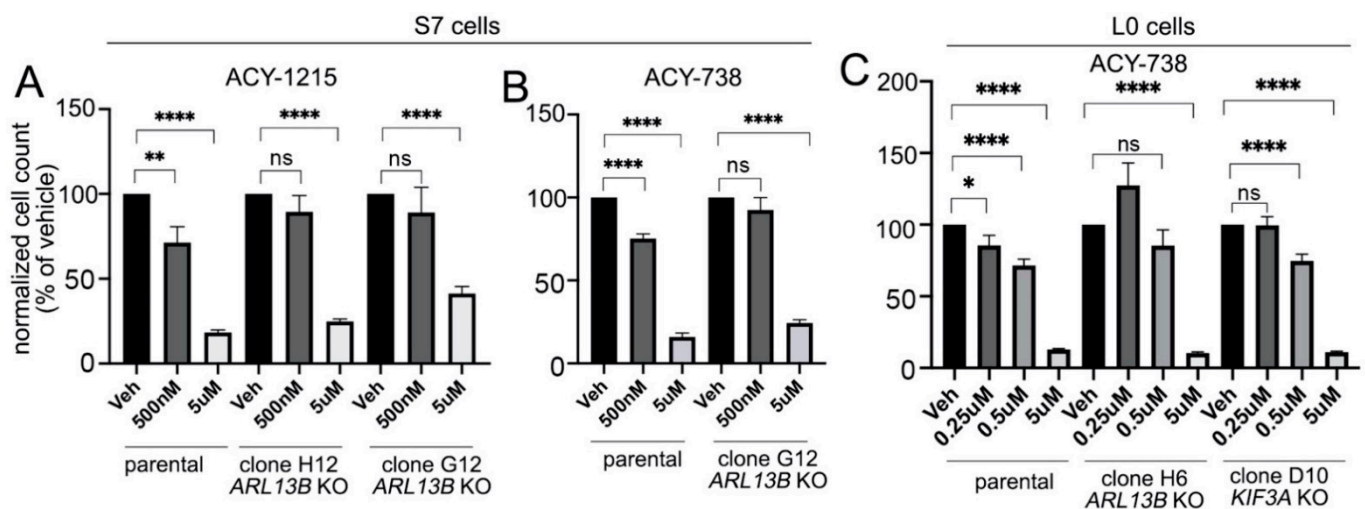 S7 cells
L0 cells
A
ACY-1215
normalized cell count
(% of vehicle)
150
100
50
0
****
**
****
ns
****
ns
Veh
500nM
5uM
Veh
500nM
5uM
Veh
500nM
5uM
parental
clone H12
ARL13B KO
clone G12
ARL13B KO
B
ACY-738
150
100
50
0
****
****
****
ns
Veh
500nM
5uM
Veh
500nM
5uM
parental
clone G12
ARL13B KO
C
ACY-738
200
150
100
50
0
****
****
*
****
ns
****
****
ns
Veh
0.25uM
0.5uM
5uM
Veh
0.25uM
0.5uM
5uM
Veh
0.25uM
0.5uM
5uM
parental
clone H6
ARL13B KO
clone D10
KIF3A KO